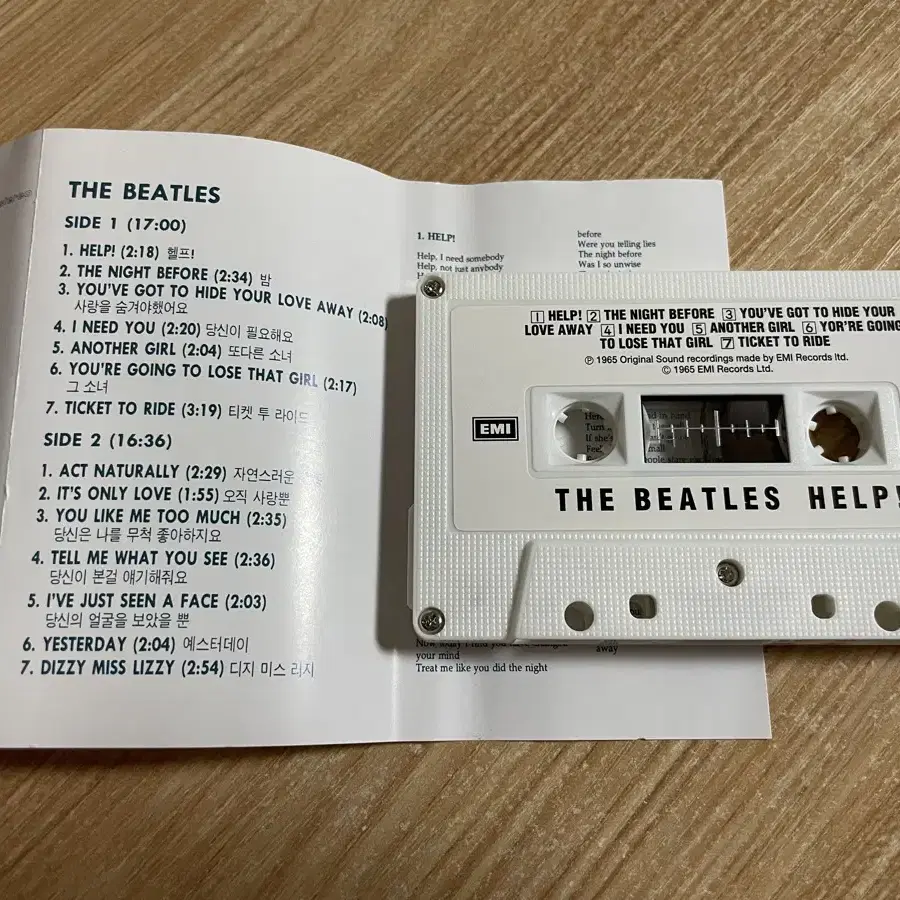 THE BEATLES
SIDE 1 (17:00)
1. HELP! (2:18) 헬프!
2. THE NIGHT BEFORE (2:34) 밤
3. YOU'VE GOT TO HIDE YOUR LOVE AWAY (2:08)
사랑을 숨겨야했어요
4. I NEED YOU (2:20) 당신이 필요해요
5. ANOTHER GIRL (2:04) 또다른 소녀
6. YOU'RE GOING TO LOSE THAT GIRL (2:17)
그 소녀
7. TICKET TO RIDE (3:19) 티켓 투 라이드
SIDE 2 (16:36)
1. ACT NATURALLY (2:29) 자연스러운
2. IT'S ONLY LOVE (1:55) 오직 사랑뿐
3. YOU LIKE ME TOO MUCH (2:35)
당신은 나를 무척 좋아하지요
4. TELL ME WHAT YOU SEE (2:36)
당신이 본걸 얘기해줘요
5. I'VE JUST SEEN A FACE (2:03)
당신의 얼굴을 보았을 뿐
6. YESTERDAY (2:04) 예스터데이
7. DIZZY MISS LIZZY (2:54) 디지 미스 리지
1. HELP!
Help, I need somebody
Help, not just anybody
before
Were you telling lies
The night before
Was I so unwise
your mind
Treat me like you did the night
away
1 HELP! 2 THE NIGHT BEFORE 3 YOU'VE GOT TO HIDE YOUR
LOVE AWAY 4 I NEED YOU 5 ANOTHER GIRL 6 YOR'RE GOING
TO LOSE THAT GIRL 7 TICKET TO RIDE
℗ 1965 Original Sound recordings made by EMI Records ltd.
© 1965 EMI Records Ltd.
EMI
Turn
If she's
THE BEATLES HELP!